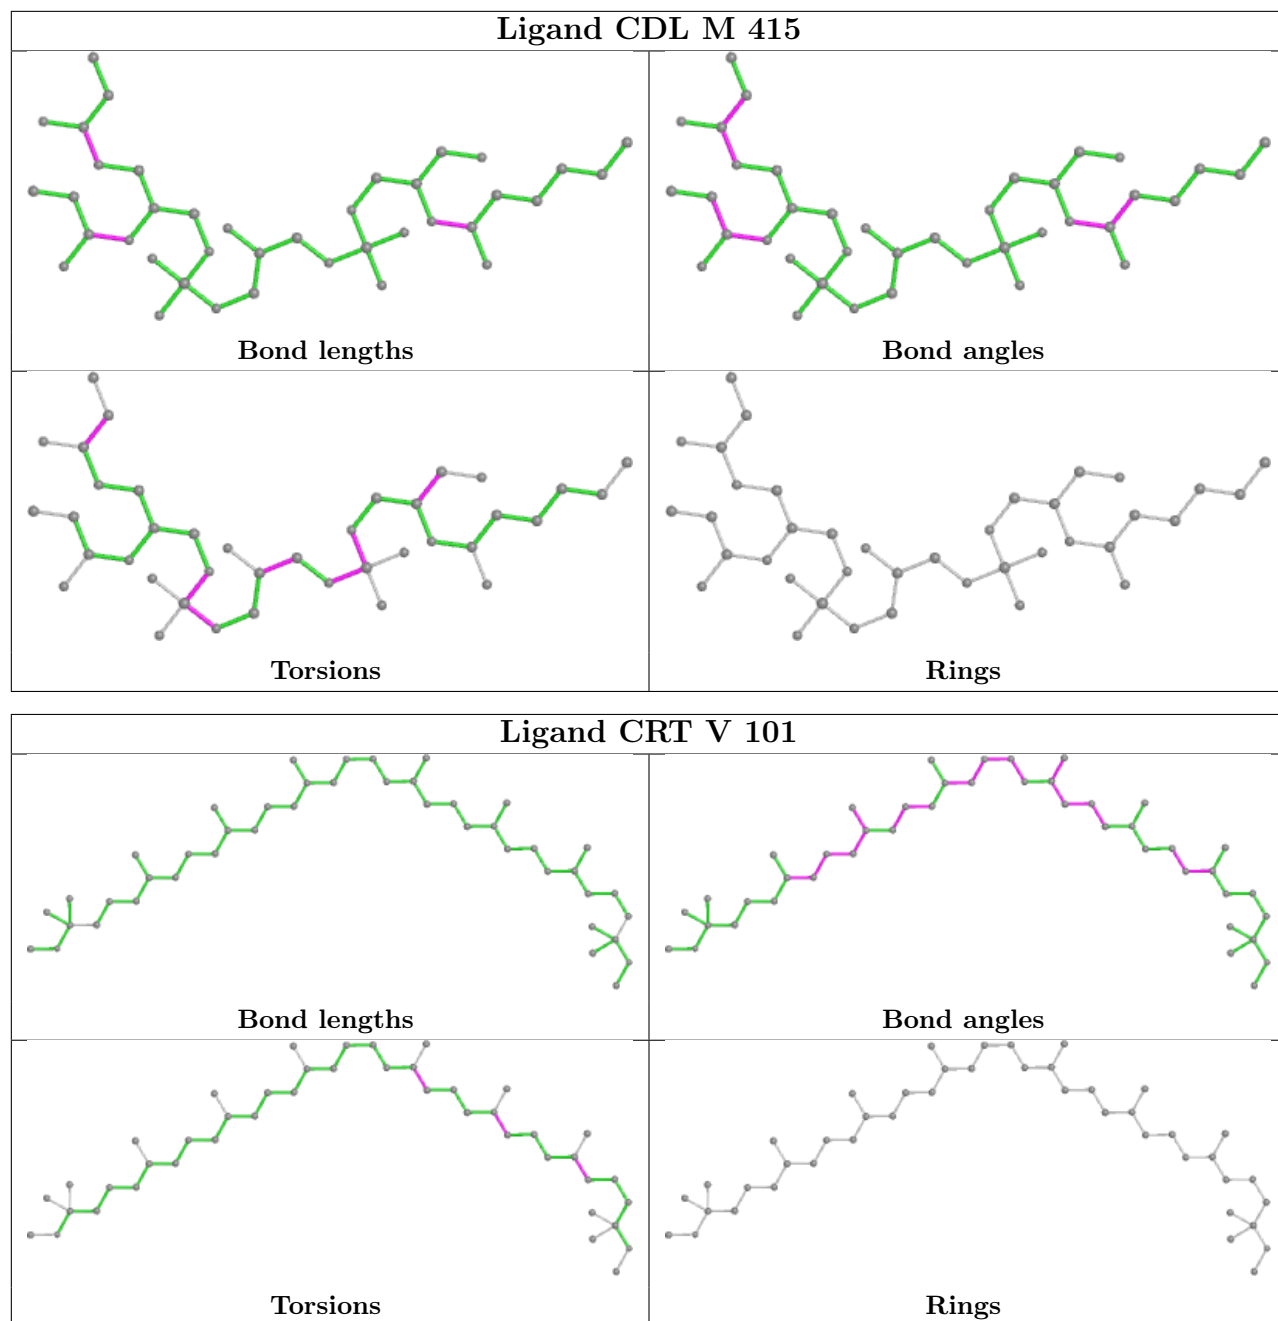 Ligand CDL M 415
Bond lengths
Bond angles
Torsions
Rings
Ligand CRT V 101
Bond lengths
Bond angles
Torsions
Rings